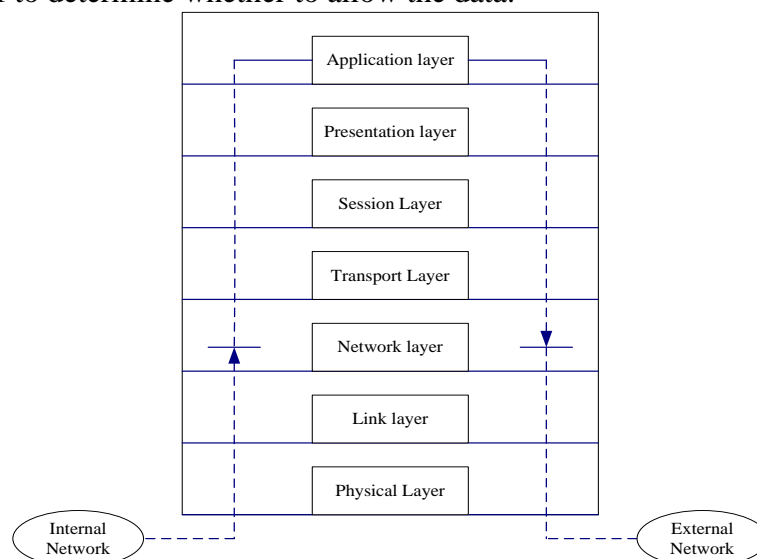 to determine whether to allow the data.
Application layer
Presentation layer
Session Layer
Transport Layer
Network layer
Link layer
Physical Layer
Internal
Network
External
Network